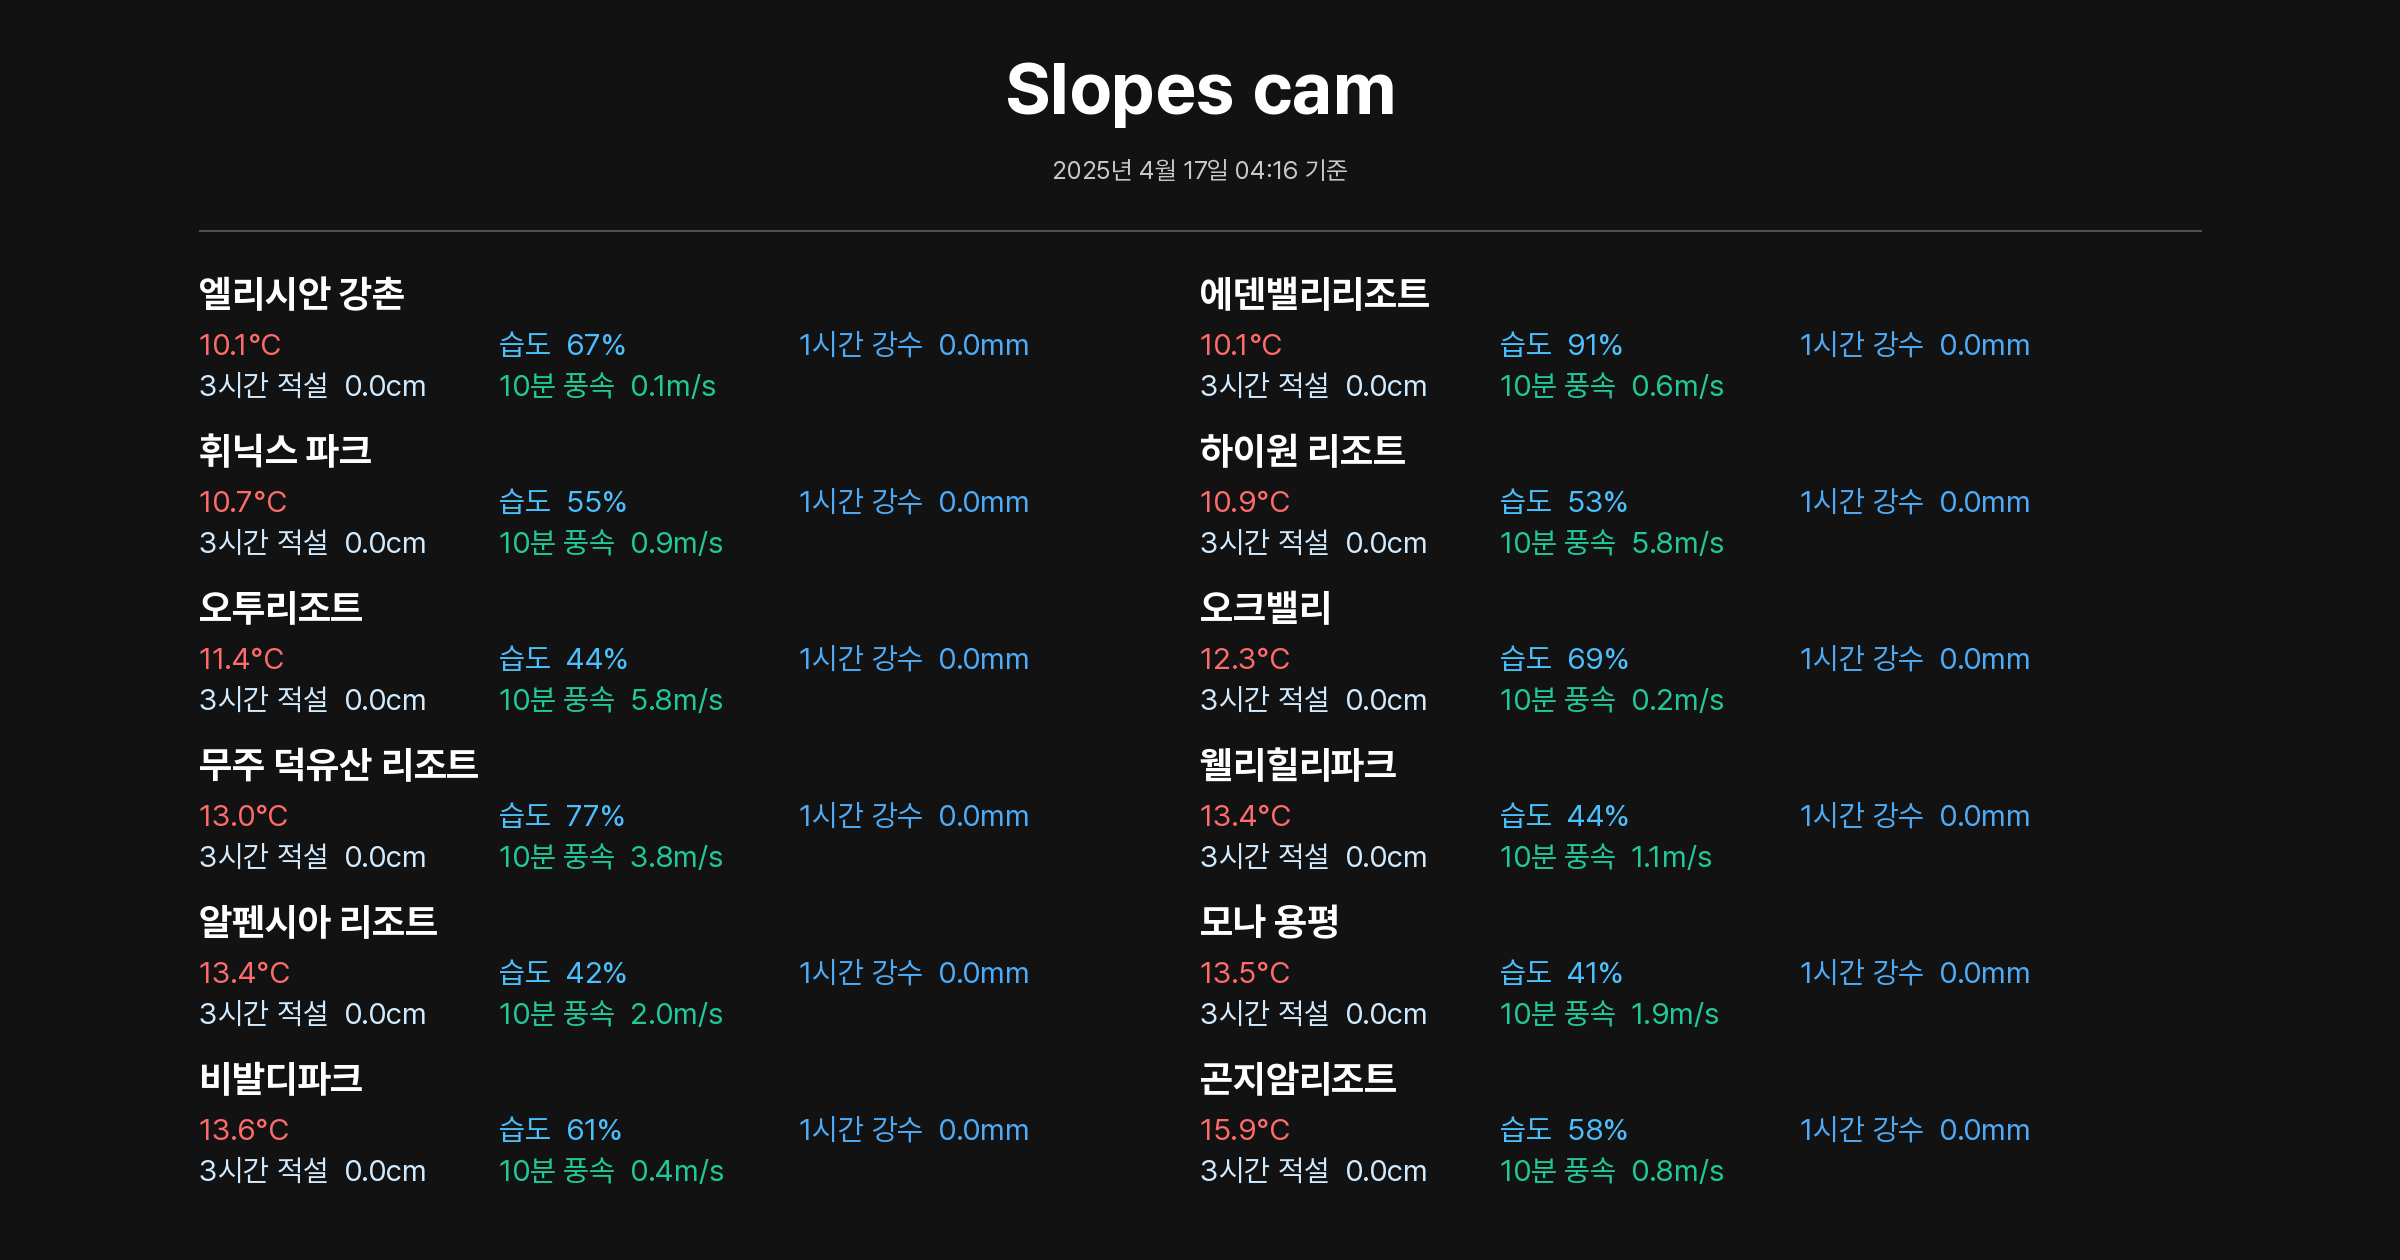 Slopes cam
2025년 4월 17일 04:16 기준
엘리시안 강촌
10.1°C 습도 67% 1시간 강수 0.0mm
3시간 적설 0.0cm 10분 풍속 0.1m/s
에덴밸리리조트
10.1°C 습도 91% 1시간 강수 0.0mm
3시간 적설 0.0cm 10분 풍속 0.6m/s
휘닉스 파크
10.7°C 습도 55% 1시간 강수 0.0mm
3시간 적설 0.0cm 10분 풍속 0.9m/s
하이원 리조트
10.9°C 습도 53% 1시간 강수 0.0mm
3시간 적설 0.0cm 10분 풍속 5.8m/s
오투리조트
11.4°C 습도 44% 1시간 강수 0.0mm
3시간 적설 0.0cm 10분 풍속 5.8m/s
오크밸리
12.3°C 습도 69% 1시간 강수 0.0mm
3시간 적설 0.0cm 10분 풍속 0.2m/s
무주 덕유산 리조트
13.0°C 습도 77% 1시간 강수 0.0mm
3시간 적설 0.0cm 10분 풍속 3.8m/s
웰리힐리파크
13.4°C 습도 44% 1시간 강수 0.0mm
3시간 적설 0.0cm 10분 풍속 1.1m/s
알펜시아 리조트
13.4°C 습도 42% 1시간 강수 0.0mm
3시간 적설 0.0cm 10분 풍속 2.0m/s
모나 용평
13.5°C 습도 41% 1시간 강수 0.0mm
3시간 적설 0.0cm 10분 풍속 1.9m/s
비발디파크
13.6°C 습도 61% 1시간 강수 0.0mm
3시간 적설 0.0cm 10분 풍속 0.4m/s
곤지암리조트
15.9°C 습도 58% 1시간 강수 0.0mm
3시간 적설 0.0cm 10분 풍속 0.8m/s